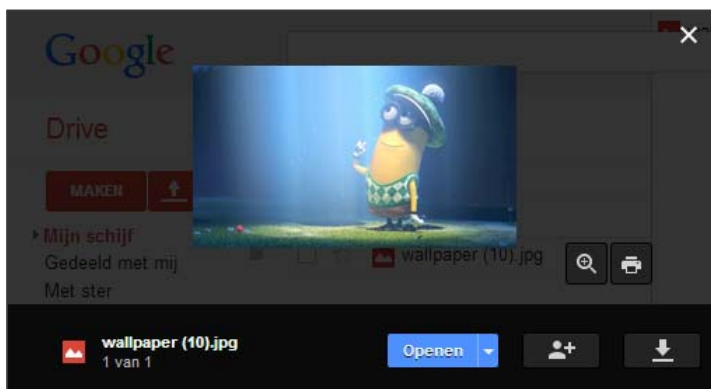 Google
Drive
MAKEN
Mijn schijf
Gedeeld met mij
Met ster
wallpaper (10).jpg
wallpaper (10).jpg
1 van 1
Openen